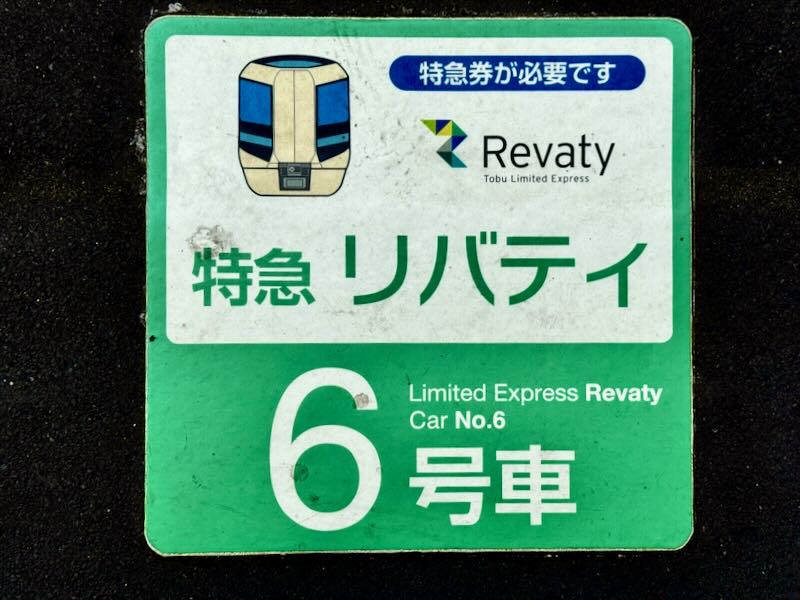 特急券が必要です
Revaty
Tobu Limited Express
特急 リバティ
6号車
Limited Express Revaty
Car No.6